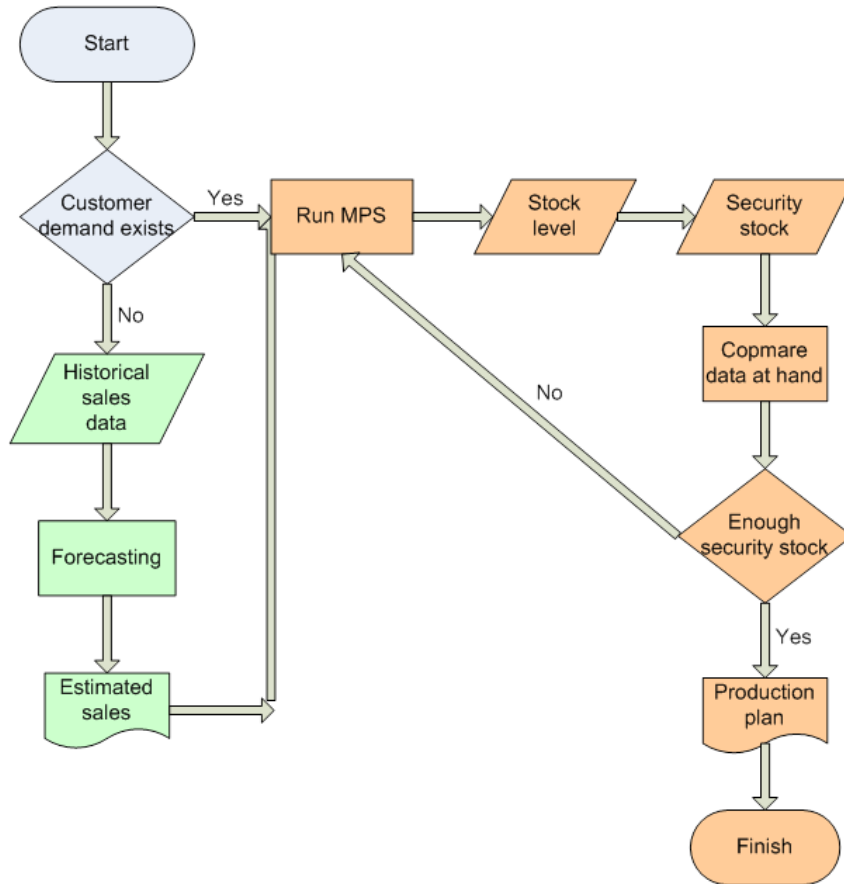 Start
Customer
demand exists
Yes
Run MPS
Stock
level
Security
stock
No
Historical
sales
data
Copmare
data at hand
No
Forecasting
Enough
security stock
Yes
Estimated
sales
Production
plan
Finish